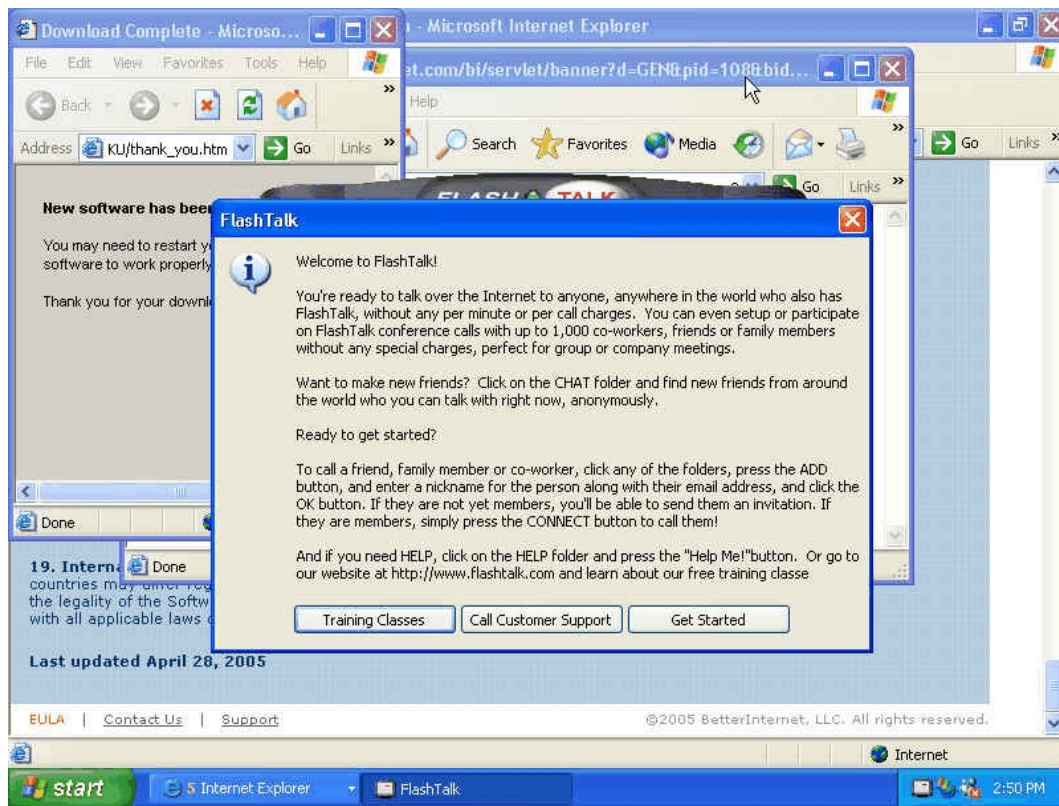 Download Complete - Microso...
- Microsoft Internet Explorer
File Edit View Favorites Tools Help
et.com/bi/servlet/banner?d=GEN&pid=108&bid...
Back
Help
Search Favorites Media
Address KU/thank_you.htm Go Links
Go Links
Go Links
FLASH TALK
New software has been
You may need to restart y
software to work properly
Thank you for your downl
FlashTalk
Welcome to FlashTalk!
You're ready to talk over the Internet to anyone, anywhere in the world who also has
FlashTalk, without any per minute or per call charges. You can even setup or participate
on FlashTalk conference calls with up to 1,000 co-workers, friends or family members
without any special charges, perfect for group or company meetings.
Want to make new friends? Click on the CHAT folder and find new friends from around
the world who you can talk with right now, anonymously.
Ready to get started?
To call a friend, family member or co-worker, click any of the folders, press the ADD
button, and enter a nickname for the person along with their email address, and click the
OK button. If they are not yet members, you'll be able to send them an invitation. If
they are members, simply press the CONNECT button to call them!
And if you need HELP, click on the HELP folder and press the "Help Me!"button. Or go to
our website at http://www.flashtalk.com and learn about our free training classe
Training Classes Call Customer Support Get Started
Done
Done
19. Interna
countries may differ reg
the legality of the Softw
with all applicable laws
Last updated April 28, 2005
EULA | Contact Us | Support
©2005 BetterInternet, LLC. All rights reserved.
Internet
start 5 Internet Explorer FlashTalk 2:50 PM